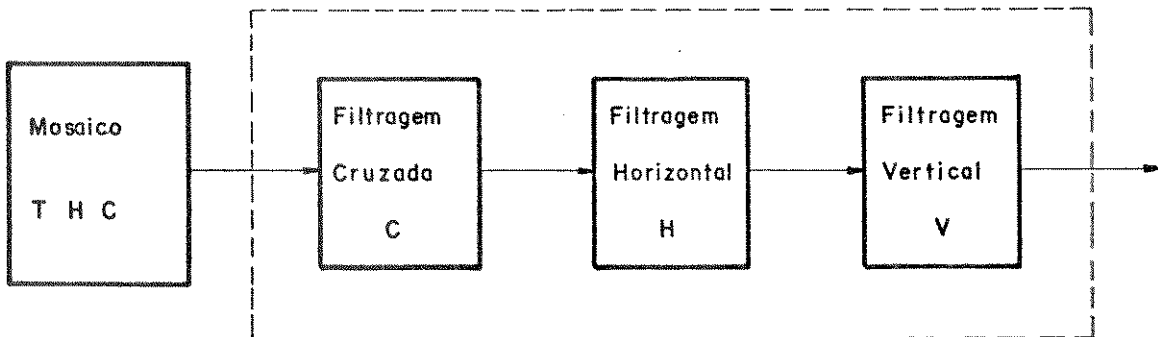 Mosaico
T H C
Filtragem
Cruzada
C
Filtragem
Horizontal
H
Filtragem
Vertical
V